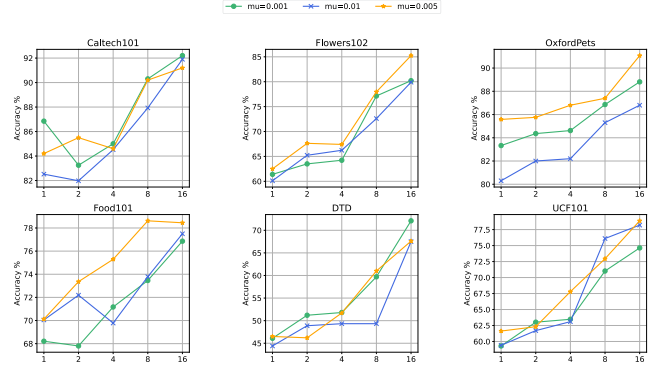 mu=0.001 mu=0.01 mu=0.005
Caltech101
Accuracy %
92
90
88
86
84
82
1 2 4 8 16
Flowers102
Accuracy %
85
80
75
70
65
60
1 2 4 8 16
OxfordPets
Accuracy %
90
88
86
84
82
80
1 2 4 8 16
Food101
Accuracy %
78
76
74
72
70
68
1 2 4 8 16
DTD
Accuracy %
70
65
60
55
50
45
1 2 4 8 16
UCF101
Accuracy %
77.5
75.0
72.5
70.0
67.5
65.0
62.5
60.0
1 2 4 8 16